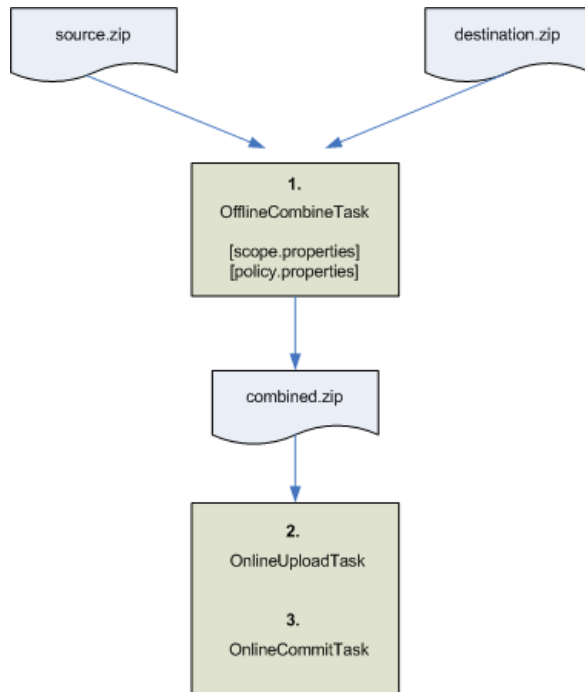 source.zip
destination.zip
1.
OfflineCombineTask
[scope.properties]
[policy.properties]
combined.zip
2.
OnlineUploadTask
3.
OnlineCommitTask